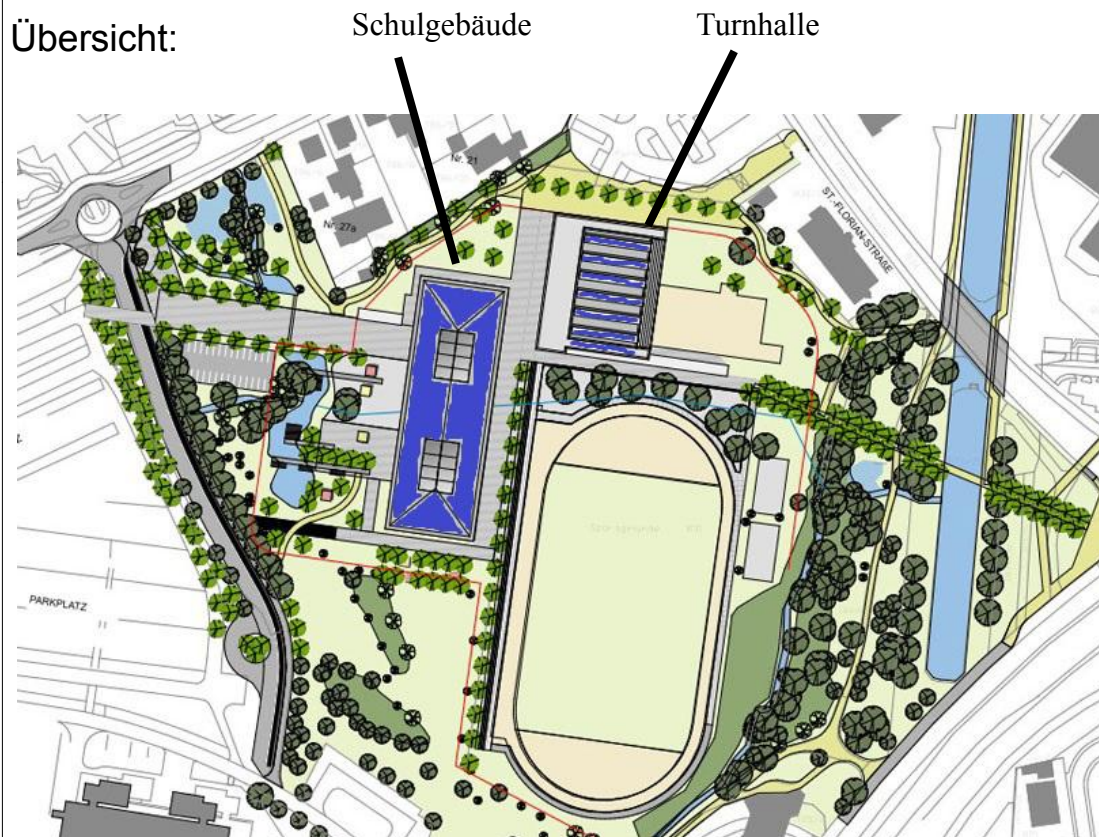 Übersicht:
Schulgebäude
Turnhalle
Nr. 21
Nr. 27a
ST.-FLORIAN-STRAßE
PARKPLATZ